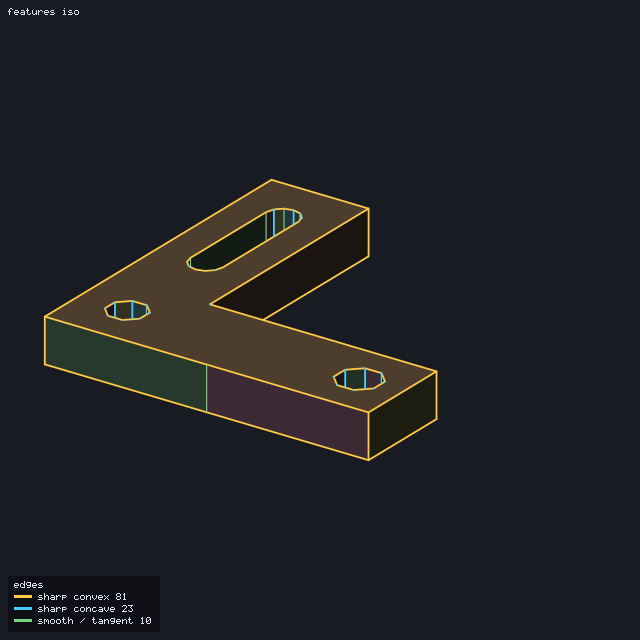 features iso
edges
sharp convex 81
sharp concave 23
smooth / tangent 10